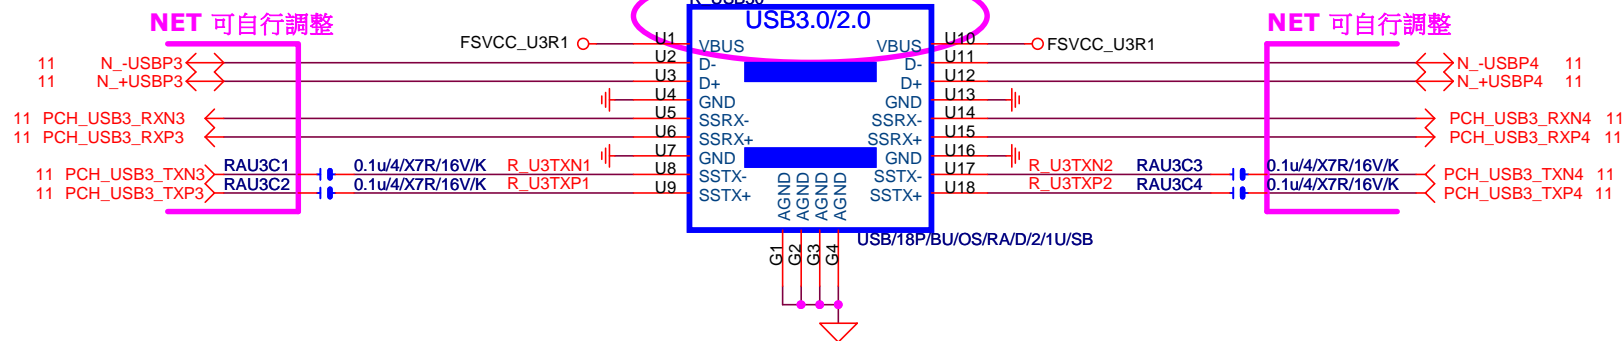 NET 可自行調整
R_USB30
USB3.0/2.0
NET 可自行調整
FSVCC_U3R1 U1 VBUS VBUS U10 FSVCC_U3R1
11 N_-USBP3 U2 D- D- U11 N_-USBP4 11
11 N_+USBP3 U3 D+ D+ U12 N_+USBP4 11
U4 GND GND U13
11 PCH_USB3_RXN3 U5 SSRX- SSRX- U14 PCH_USB3_RXN4 11
11 PCH_USB3_RXP3 U6 SSRX+ SSRX+ U15 PCH_USB3_RXP4 11
U7 GND GND U16
11 PCH_USB3_TXN3 RAU3C1 0.1u/4/X7R/16V/K R_U3TXN1 U8 SSTX- SSTX- U17 R_U3TXN2 RAU3C3 0.1u/4/X7R/16V/K PCH_USB3_TXN4 11
11 PCH_USB3_TXP3 RAU3C2 0.1u/4/X7R/16V/K R_U3TXP1 U9 SSTX+ SSTX+ U18 R_U3TXP2 RAU3C4 0.1u/4/X7R/16V/K PCH_USB3_TXP4 11
AGND AGND AGND AGND
USB/18P/BU/OS/RA/D/2/1U/SB
G1 G2 G3 G4